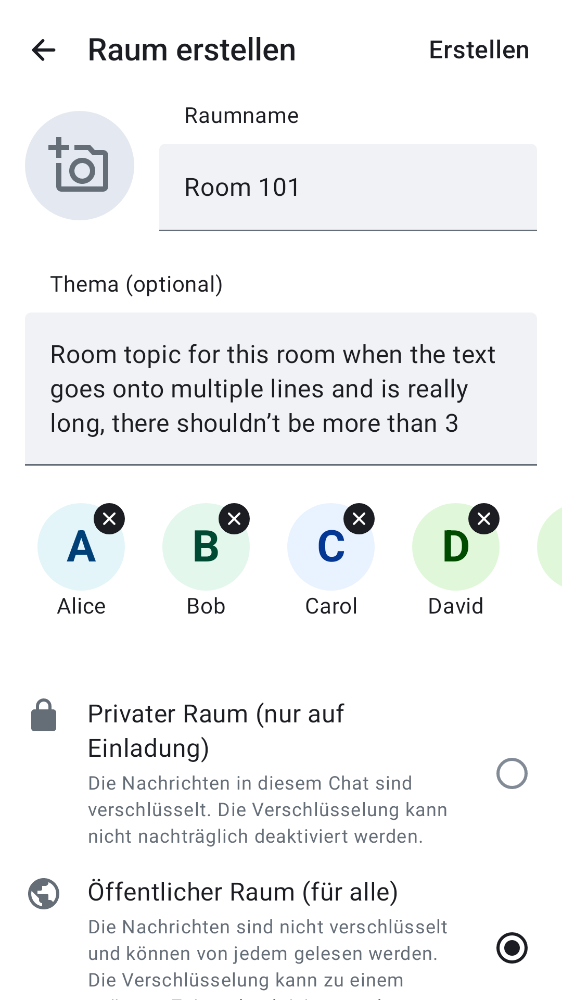 Raum erstellen
Erstellen
Raumname
Room 101
Thema (optional)
Room topic for this room when the text
goes onto multiple lines and is really
long, there shouldn’t be more than 3
A
B
C
D
Alice
Bob
Carol
David
Privater Raum (nur auf
Einladung)
Die Nachrichten in diesem Chat sind
verschlüsselt. Die Verschlüsselung kann
nicht nachträglich deaktiviert werden.
Öffentlicher Raum (für alle)
Die Nachrichten sind nicht verschlüsselt
und können von jedem gelesen werden.
Die Verschlüsselung kann zu einem